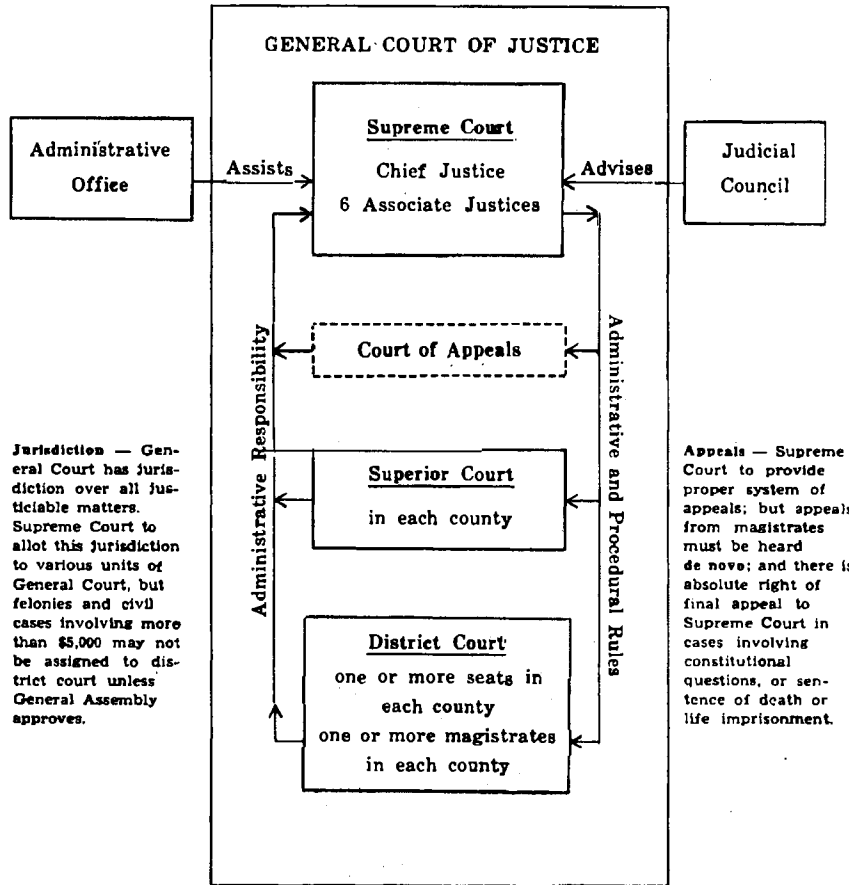 GENERAL COURT OF JUSTICE
Supreme Court
Chief Justice
6 Associate Justices
Administrative
Office
Assists
Advises
Judicial
Council
Court of Appeals
Administrative Responsibility
Administrative and Procedural Rules
Superior Court
in each county
District Court
one or more seats in
each county
one or more magistrates
in each county
Jurisdiction — Gen-
eral Court has juris-
diction over all jus-
ticiable matters.
Supreme Court to
allot this jurisdiction
to various units of
General Court, but
felonies and civil
cases involving more
than $5,000 may not
be assigned to dis-
trict court unless
General Assembly
approves.
Appeals — Supreme
Court to provide
proper system of
appeals; but appeals
from magistrates
must be heard
de novo; and there is
absolute right of
final appeal to
Supreme Court in
cases involving
constitutional
questions, or sen-
tence of death or
life imprisonment.